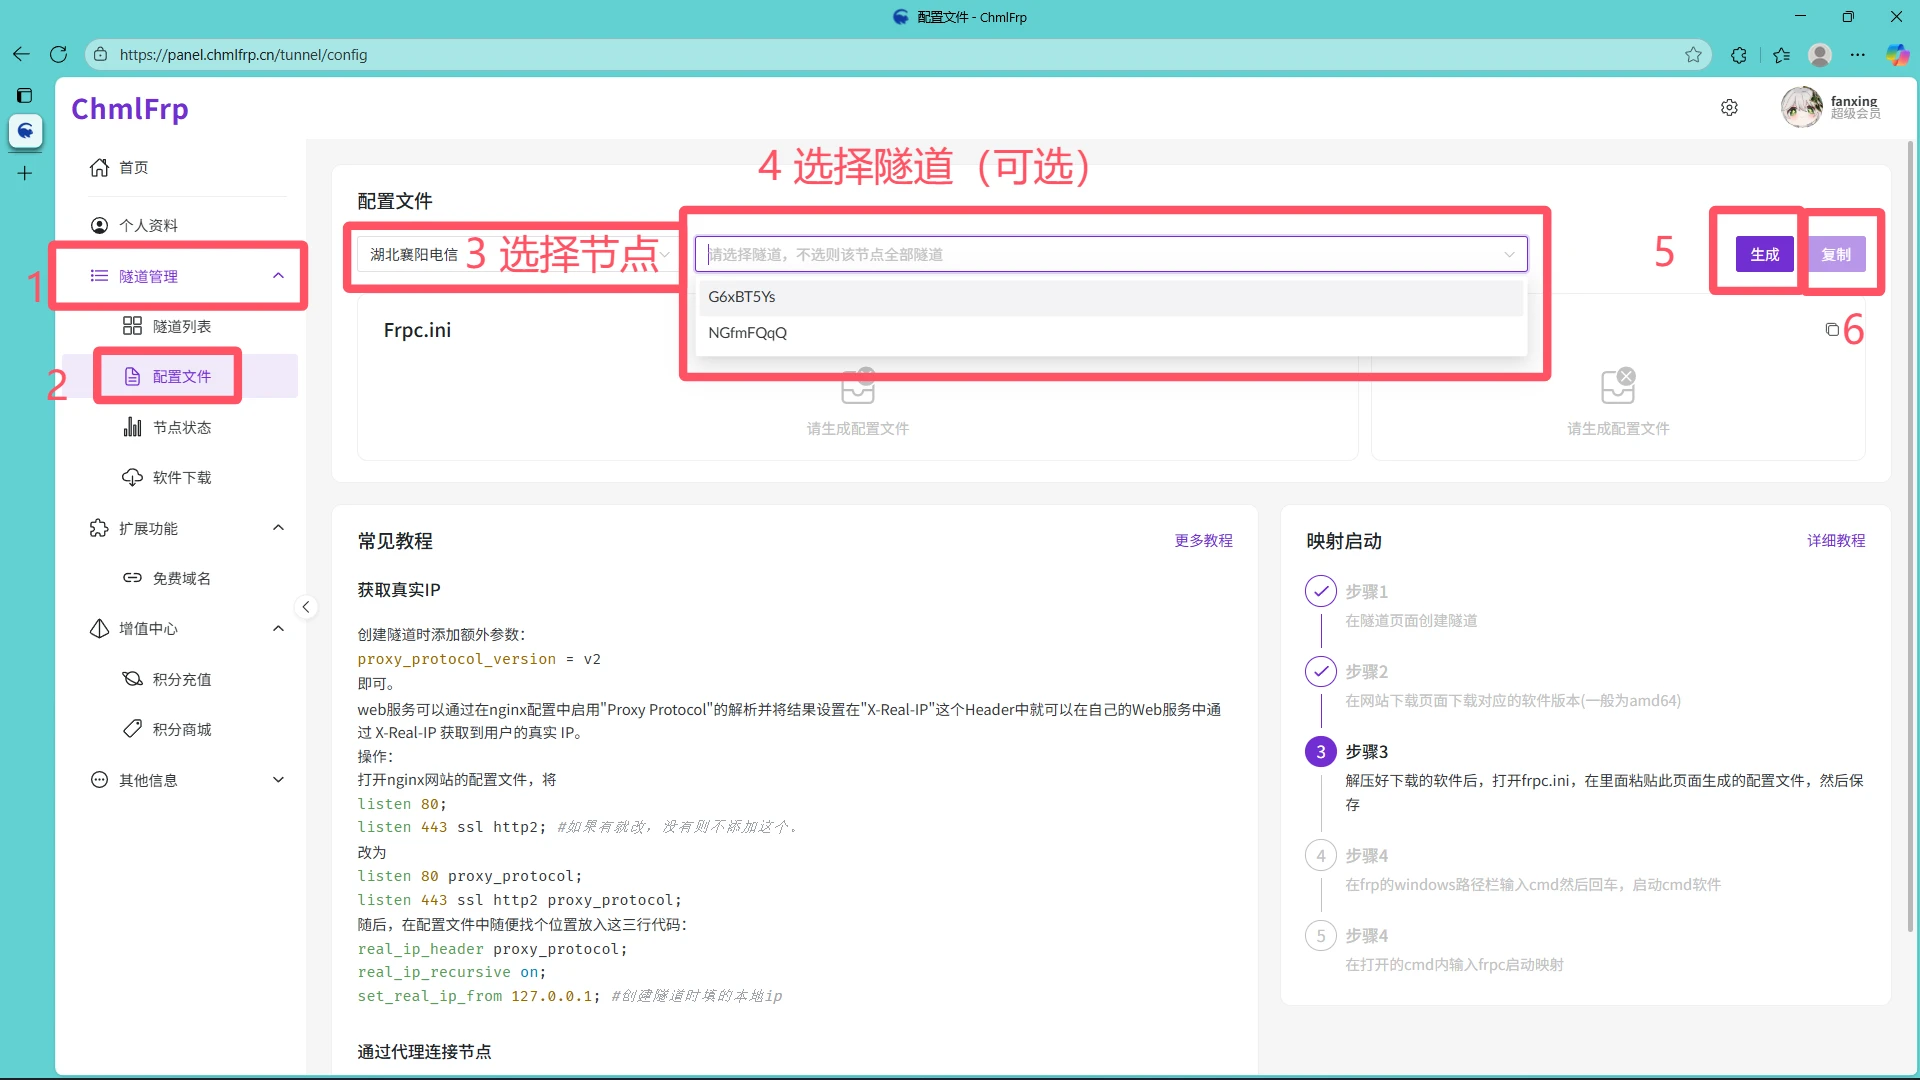 配置文件 - ChmlFrp
https://panel.chmlfrp.cn/tunnel/config
ChmlFrp
fanxing
超级会员
首页
个人资料
1
隧道管理
隧道列表
2
配置文件
节点状态
软件下载
扩展功能
免费域名
增值中心
积分充值
积分商城
其他信息
4 选择隧道（可选）
配置文件
湖北襄阳电信
3 选择节点
请选择隧道，不选则该节点全部隧道
5
生成
复制
G6xBT5Ys
NGfmFQqQ
Frpc.ini
6
请生成配置文件
请生成配置文件
常见教程
更多教程
获取真实IP
创建隧道时添加额外参数：
proxy_protocol_version = v2
即可。
web服务可以通过在nginx配置中启用"Proxy Protocol"的解析并将结果设置在"X-Real-IP"这个Header中就可以在自己的Web服务中通
过 X-Real-IP 获取到用户的真实 IP。
操作：
打开nginx网站的配置文件，将
listen 80;
listen 443 ssl http2; #如果有就改，没有则不添加这个。
改为
listen 80 proxy_protocol;
listen 443 ssl http2 proxy_protocol;
随后，在配置文件中随便找个位置放入这三行代码：
real_ip_header proxy_protocol;
real_ip_recursive on;
set_real_ip_from 127.0.0.1; #创建隧道时填的本地ip
通过代理连接节点
映射启动
详细教程
步骤1
在隧道页面创建隧道
步骤2
在网站下载页面下载对应的软件版本(一般为amd64)
3
步骤3
解压好下载的软件后，打开frpc.ini，在里面粘贴此页面生成的配置文件，然后保
存
4
步骤4
在frp的windows路径栏输入cmd然后回车，启动cmd软件
5
步骤4
在打开的cmd内输入frpc启动映射